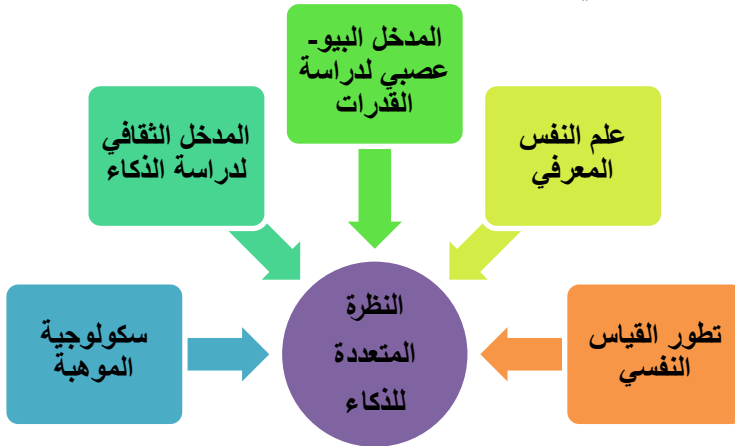 المدخل البيو-
عصبي لدراسة
القدرات
علم النفس
المعرفي
المدخل الثقافي
لدراسة الذكاء
تطور القياس
النفسي
النظرة
المتعددة
للذكاء
سكولوجية
الموهبة